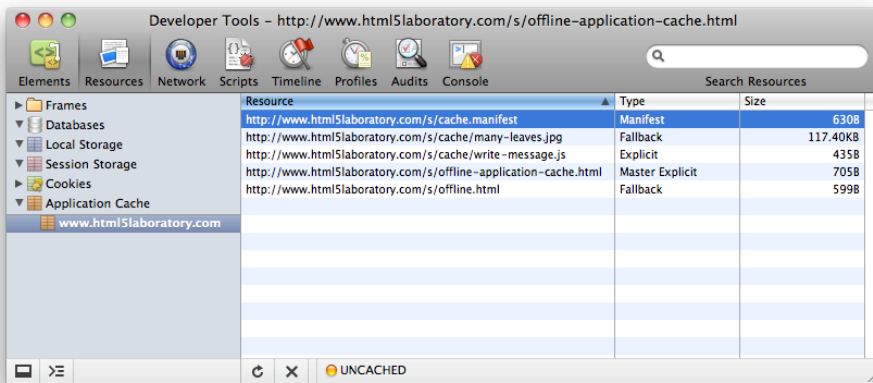 Developer Tools – http://www.html5laboratory.com/s/offline-application-cache.html
Elements Resources Network Scripts Timeline Profiles Audits Console Search Resources
Frames
Databases
Local Storage
Session Storage
Cookies
Application Cache
www.html5laboratory.com
Resource Type Size
http://www.html5laboratory.com/s/cache.manifest Manifest 630B
http://www.html5laboratory.com/s/cache/many-leaves.jpg Fallback 117.40KB
http://www.html5laboratory.com/s/cache/write-message.js Explicit 435B
http://www.html5laboratory.com/s/offline-application-cache.html Master Explicit 705B
http://www.html5laboratory.com/s/offline.html Fallback 599B
UNCACHED